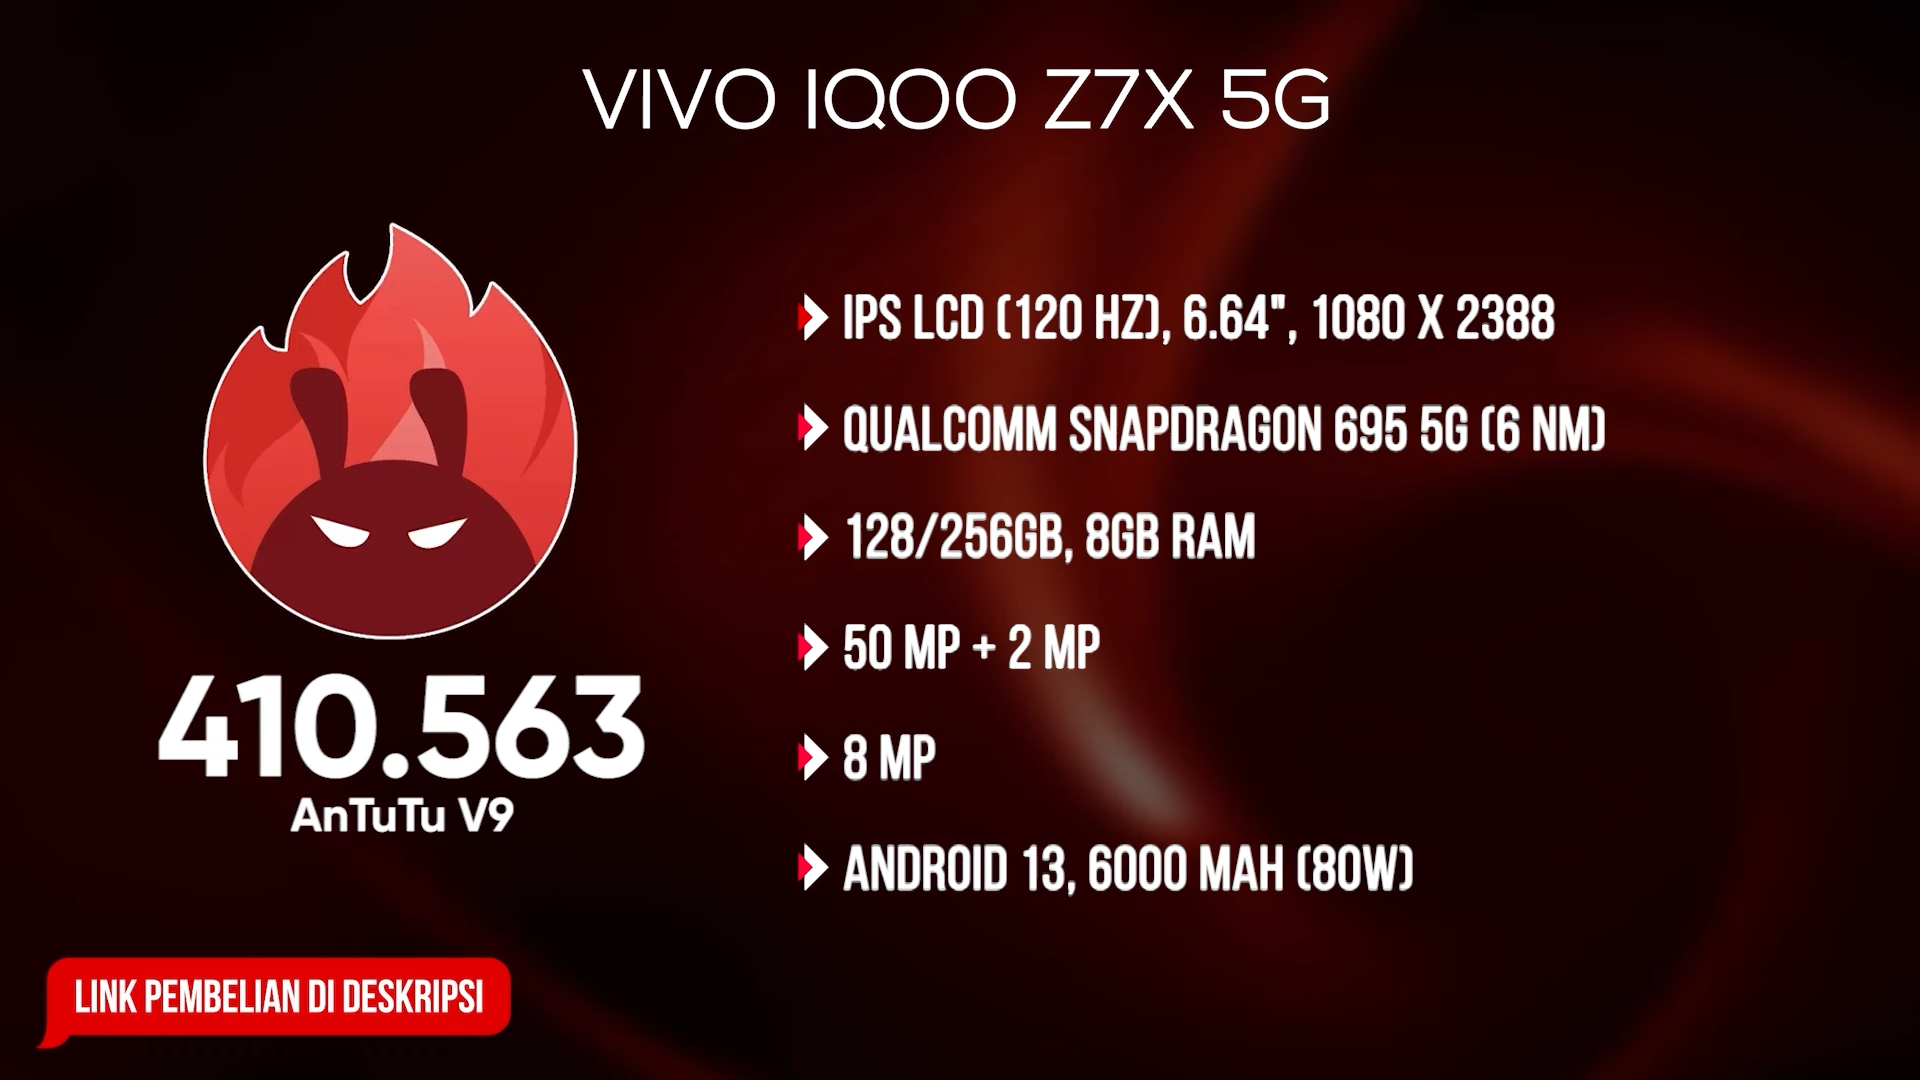 VIVO IQOO Z7X 5G
IPS LCD (120 HZ), 6.64", 1080 X 2388
QUALCOMM SNAPDRAGON 695 5G (6 NM)
128/256GB, 8GB RAM
50 MP + 2 MP
8 MP
ANDROID 13, 6000 MAH (80W)
410.563
AnTuTu V9
LINK PEMBELIAN DI DESKRIPSI